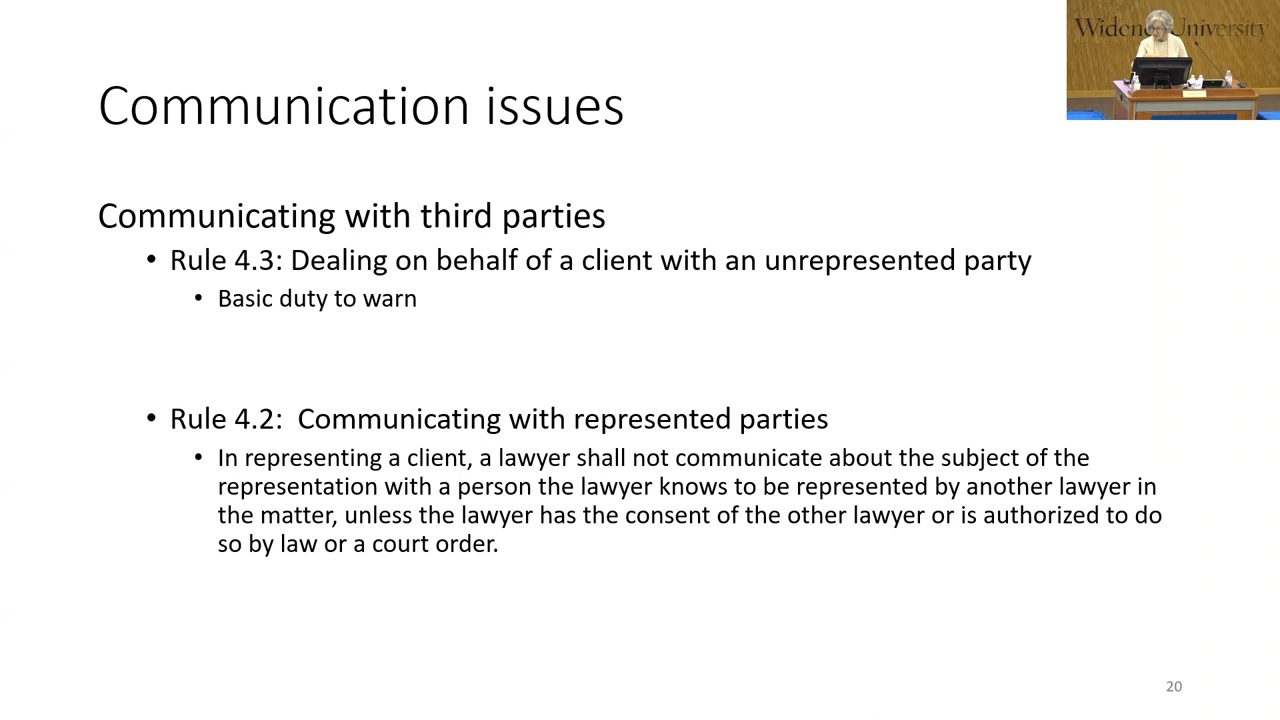 Widener University
Communication issues
Communicating with third parties
• Rule 4.3: Dealing on behalf of a client with an unrepresented party
• Basic duty to warn
• Rule 4.2: Communicating with represented parties
• In representing a client, a lawyer shall not communicate about the subject of the
representation with a person the lawyer knows to be represented by another lawyer in
the matter, unless the lawyer has the consent of the other lawyer or is authorized to do
so by law or a court order.
20